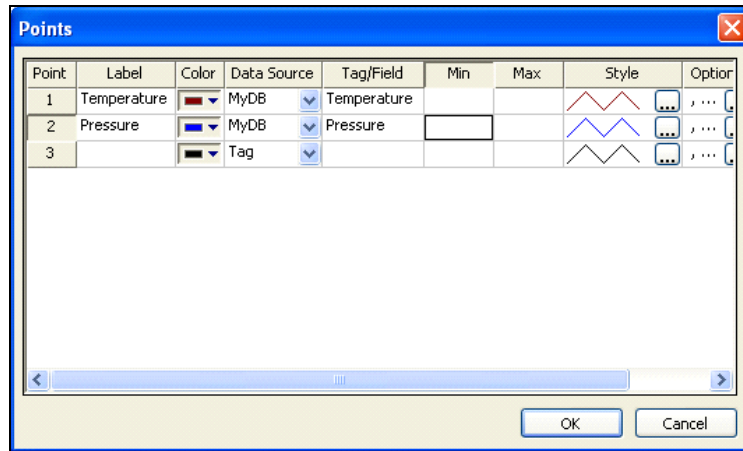 Points
Point Label Color Data Source Tag/Field Min Max Style Option
1 Temperature MyDB Temperature ... , ...
2 Pressure MyDB Pressure ... , ...
3 Tag ... , ...
OK Cancel